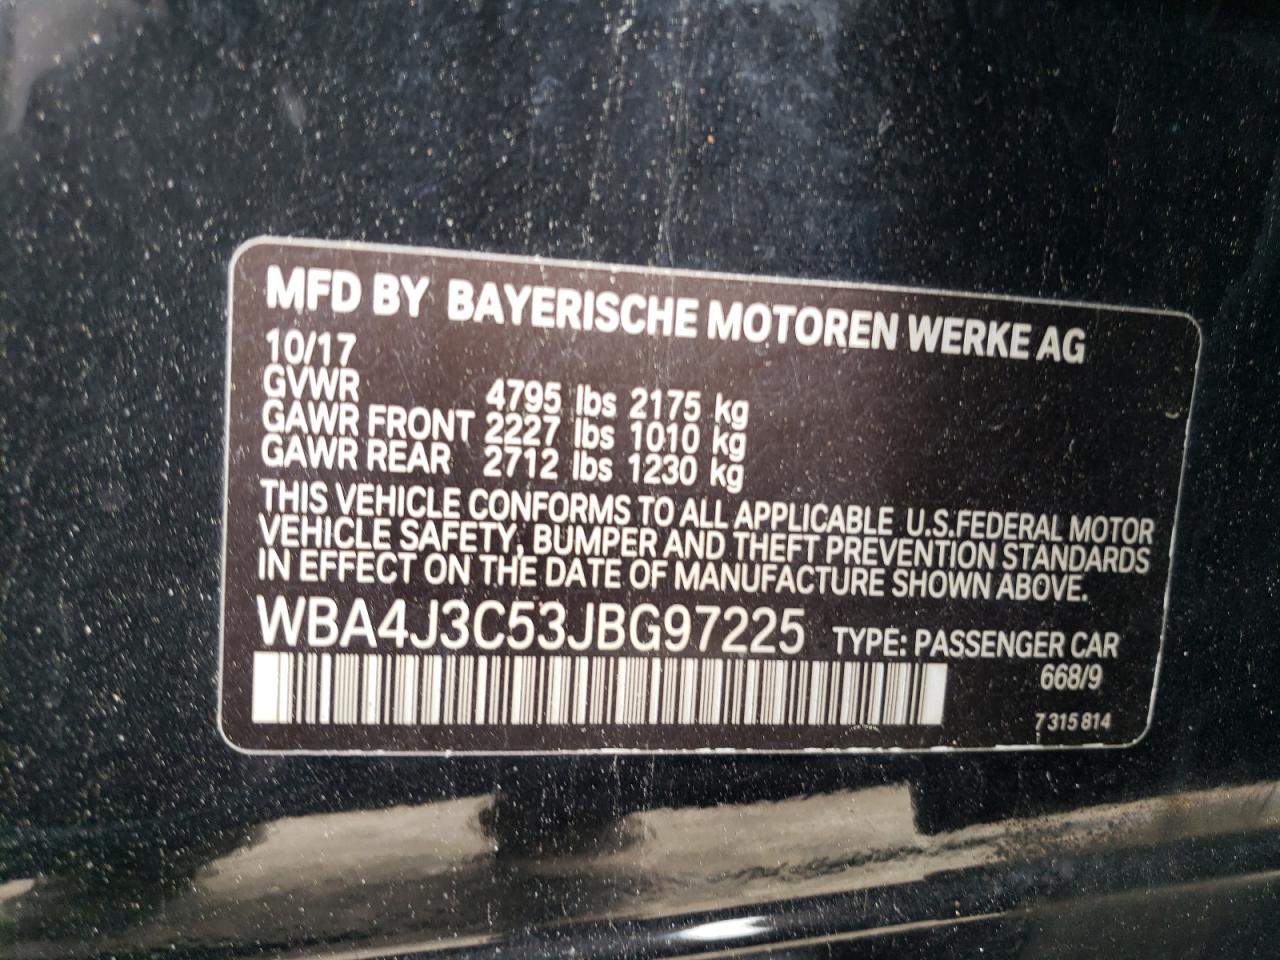 MFD BY BAYERISCHE MOTOREN WERKE AG
10/17
GVWR 4795 lbs 2175 kg
GAWR FRONT 2227 lbs 1010 kg
GAWR REAR 2712 lbs 1230 kg
THIS VEHICLE CONFORMS TO ALL APPLICABLE U.S.FEDERAL MOTOR
VEHICLE SAFETY, BUMPER AND THEFT PREVENTION STANDARDS
IN EFFECT ON THE DATE OF MANUFACTURE SHOWN ABOVE.
WBA4J3C53JBG97225 TYPE: PASSENGER CAR
668/9
7 315 814